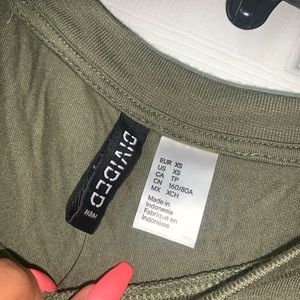 DIVIDED
H&M
EUR XS
US XS
CA TP
CN 160/80A
MX XCH
Made in
Indonesia
Fabriqué en
Indonésie